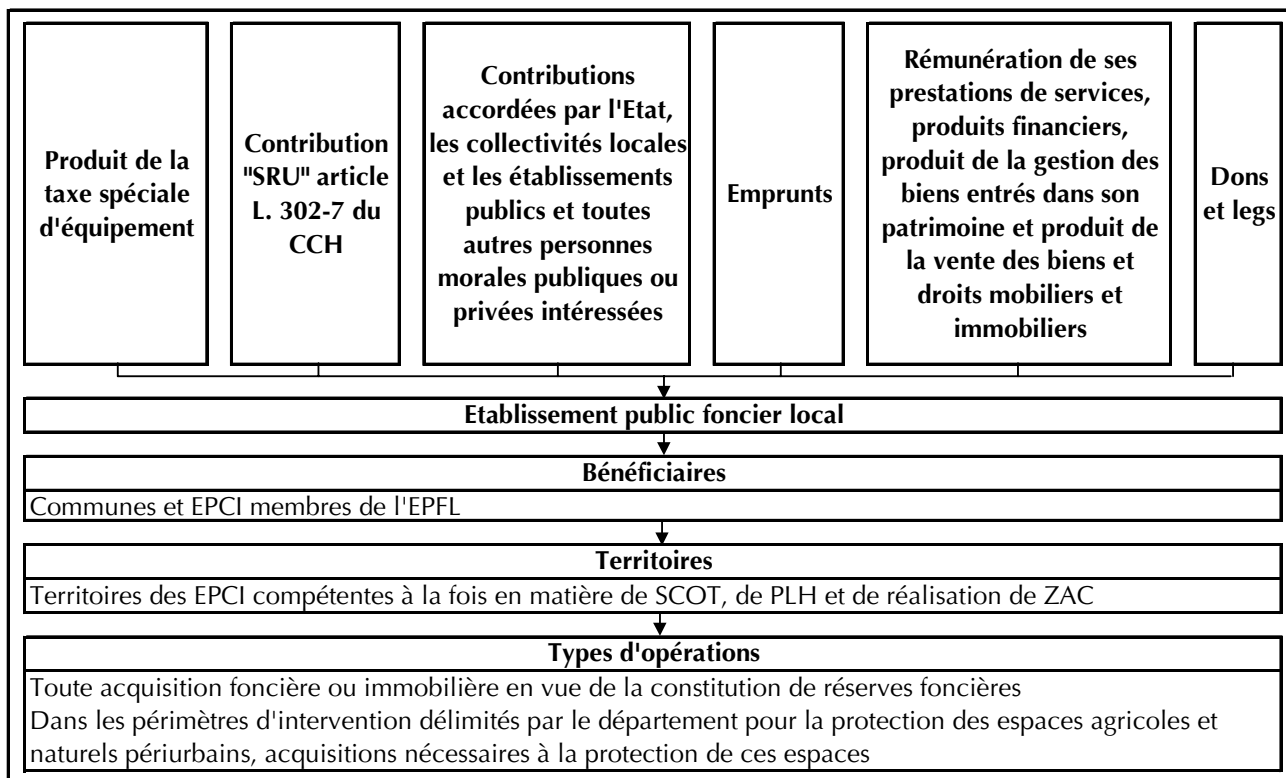 Produit de la
taxe spéciale
d'équipement
Contribution
"SRU" article
L. 302-7 du
CCH
Contributions
accordées par l'Etat,
les collectivités locales
et les établissements
publics et toutes
autres personnes
morales publiques ou
privées intéressées
Emprunts
Rémunération de ses
prestations de services,
produits financiers,
produit de la gestion des
biens entrés dans son
patrimoine et produit de
la vente des biens et
droits mobiliers et
immobiliers
Dons
et legs
Etablissement public foncier local
Bénéficiaires
Communes et EPCI membres de l'EPFL
Territoires
Territoires des EPCI compétentes à la fois en matière de SCOT, de PLH et de réalisation de ZAC
Types d'opérations
Toute acquisition foncière ou immobilière en vue de la constitution de réserves foncières
Dans les périmètres d'intervention délimités par le département pour la protection des espaces agricoles et
naturels périurbains, acquisitions nécessaires à la protection de ces espaces